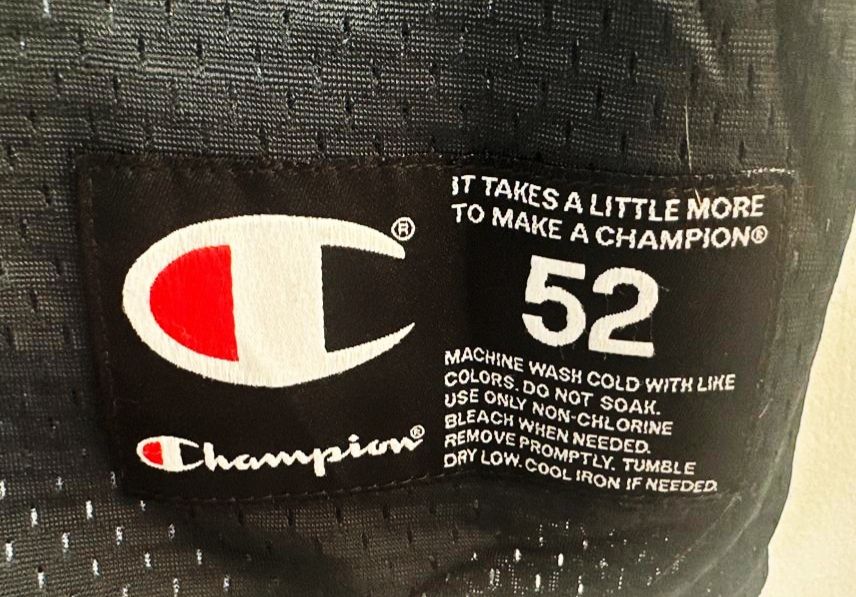 IT TAKES A LITTLE MORE
TO MAKE A CHAMPION®
52
MACHINE WASH COLD WITH LIKE
COLORS. DO NOT SOAK.
USE ONLY NON-CHLORINE
BLEACH WHEN NEEDED.
REMOVE PROMPTLY. TUMBLE
DRY LOW. COOL IRON IF NEEDED.
®
Champion®